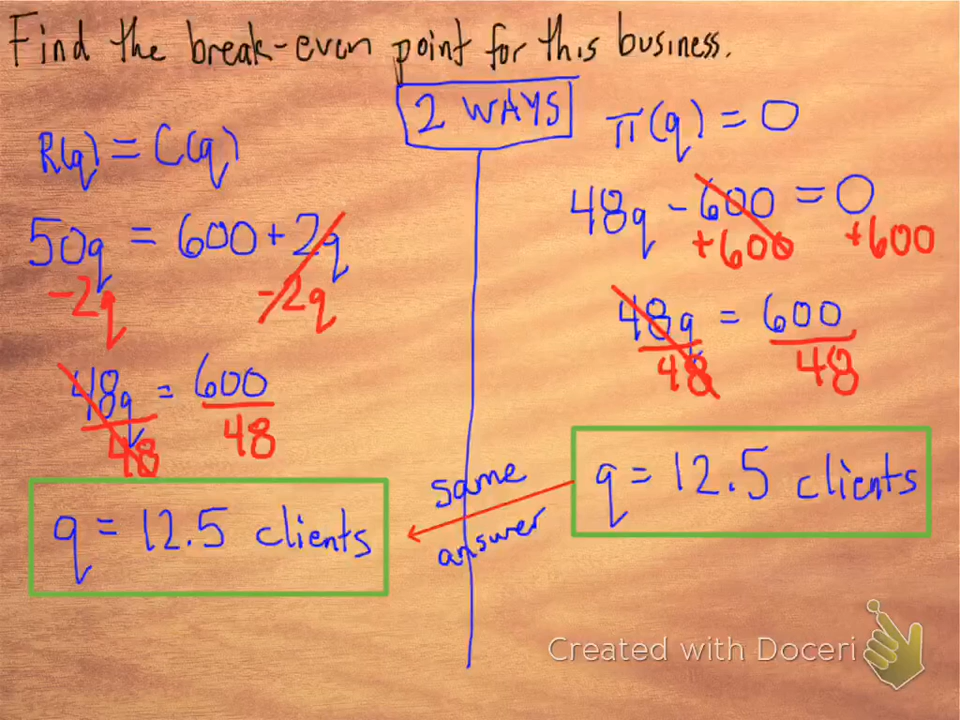 Find the break-even point for this business.
2 WAYS
R(q) = C(q)
50q = 600 + 2q
-2q -2q
48q = 600
48 48
q = 12.5 clients
π(q) = 0
48q - 600 = 0
+600 +600
48q = 600
48 48
q = 12.5 clients
same
answer
Created with Doceri